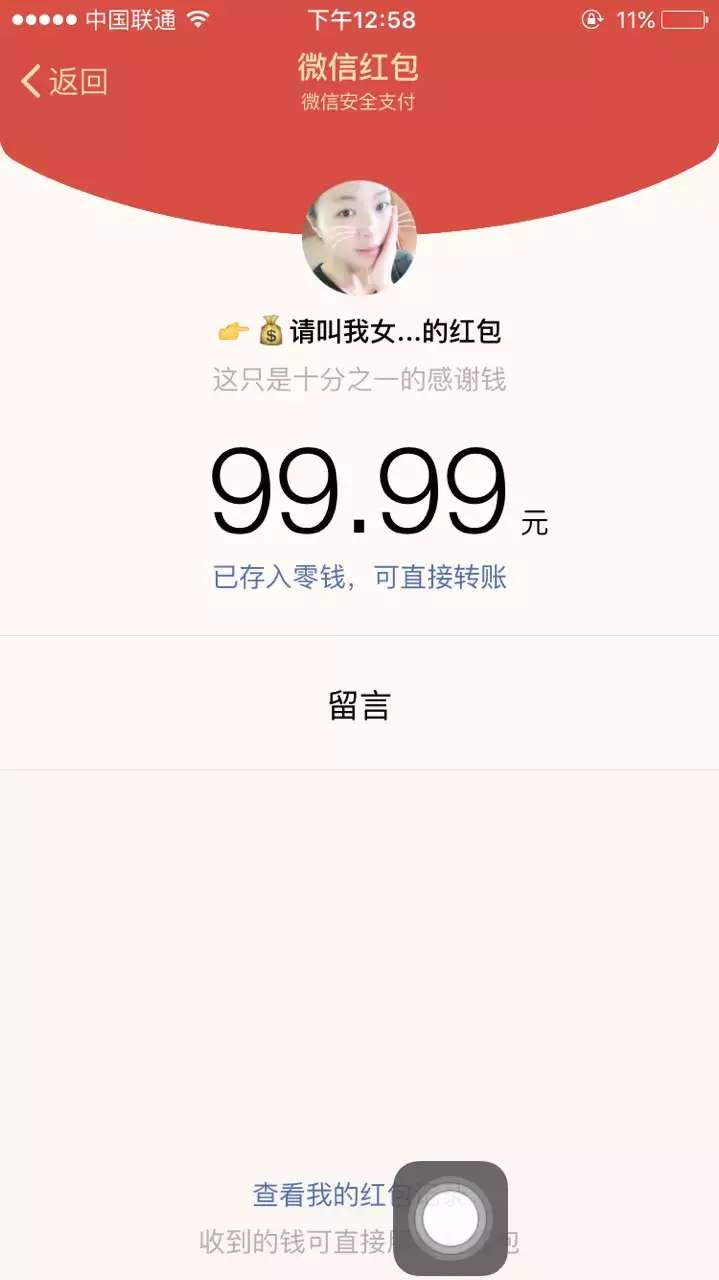 中国联通 下午12:58 11%
返回 微信红包
微信安全支付
👉💰请叫我女...的红包
这只是十分之一的感谢钱
99.99 元
已存入零钱，可直接转账
留言
查看我的红包
收到的钱可直接 包